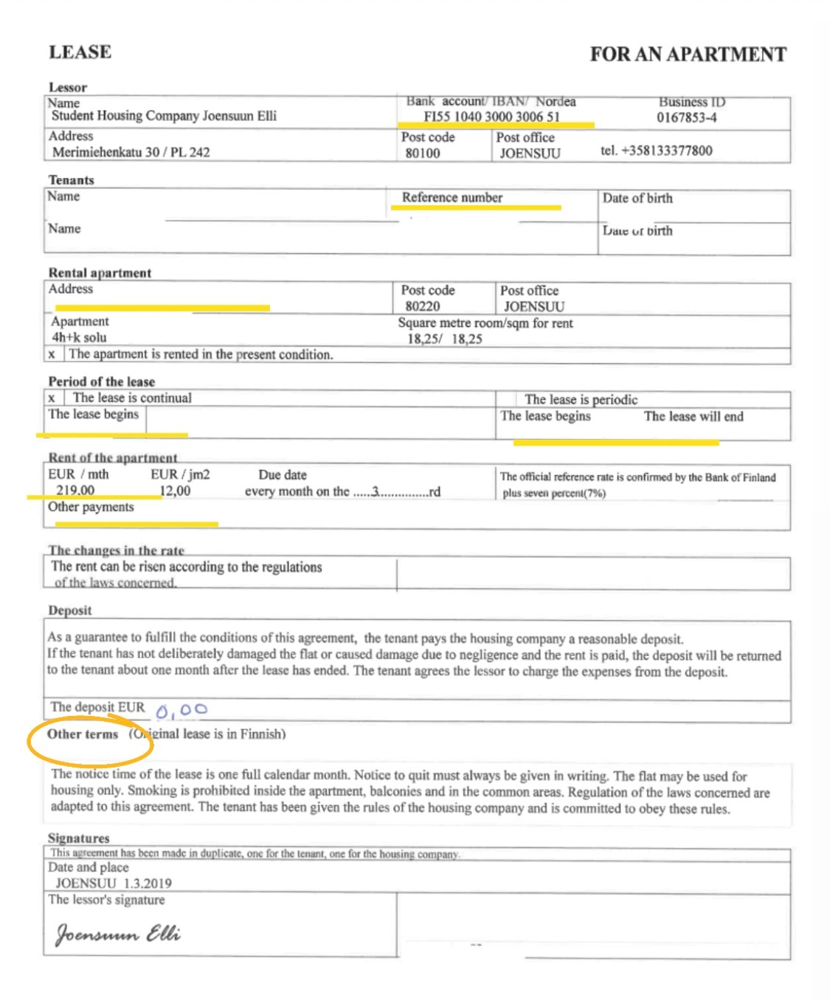 LEASE FOR AN APARTMENT
Lessor
Name Bank account/ IBAN/ Nordea Business ID
Student Housing Company Joensuun Elli FI55 1040 3000 3006 51 0167853-4
Address Post code Post office
Merimiehenkatu 30 / PL 242 80100 JOENSUU tel. +358133377800
Tenants
Name Reference number Date of birth
Name Date of birth
Rental apartment
Address Post code Post office
80220 JOENSUU
Apartment Square metre room/sqm for rent
4h+k solu 18,25/ 18,25
x The apartment is rented in the present condition.
Period of the lease
x The lease is continual The lease is periodic
The lease begins The lease begins The lease will end
Rent of the apartment
EUR / mth EUR / jm2 Due date The official reference rate is confirmed by the Bank of Finland
219,00 12,00 every month on the .....3..............rd plus seven percent(7%)
Other payments
The changes in the rate
The rent can be risen according to the regulations
of the laws concerned.
Deposit
As a guarantee to fulfill the conditions of this agreement, the tenant pays the housing company a reasonable deposit.
If the tenant has not deliberately damaged the flat or caused damage due to negligence and the rent is paid, the deposit will be returned
to the tenant about one month after the lease has ended. The tenant agrees the lessor to charge the expenses from the deposit.
The deposit EUR 0,00
Other terms (Original lease is in Finnish)
The notice time of the lease is one full calendar month. Notice to quit must always be given in writing. The flat may be used for
housing only. Smoking is prohibited inside the apartment, balconies and in the common areas. Regulation of the laws concerned are
adapted to this agreement. The tenant has been given the rules of the housing company and is committed to obey these rules.
Signatures
This agreement has been made in duplicate, one for the tenant, one for the housing company.
Date and place
JOENSUU 1.3.2019
The lessor's signature
Joensuun Elli